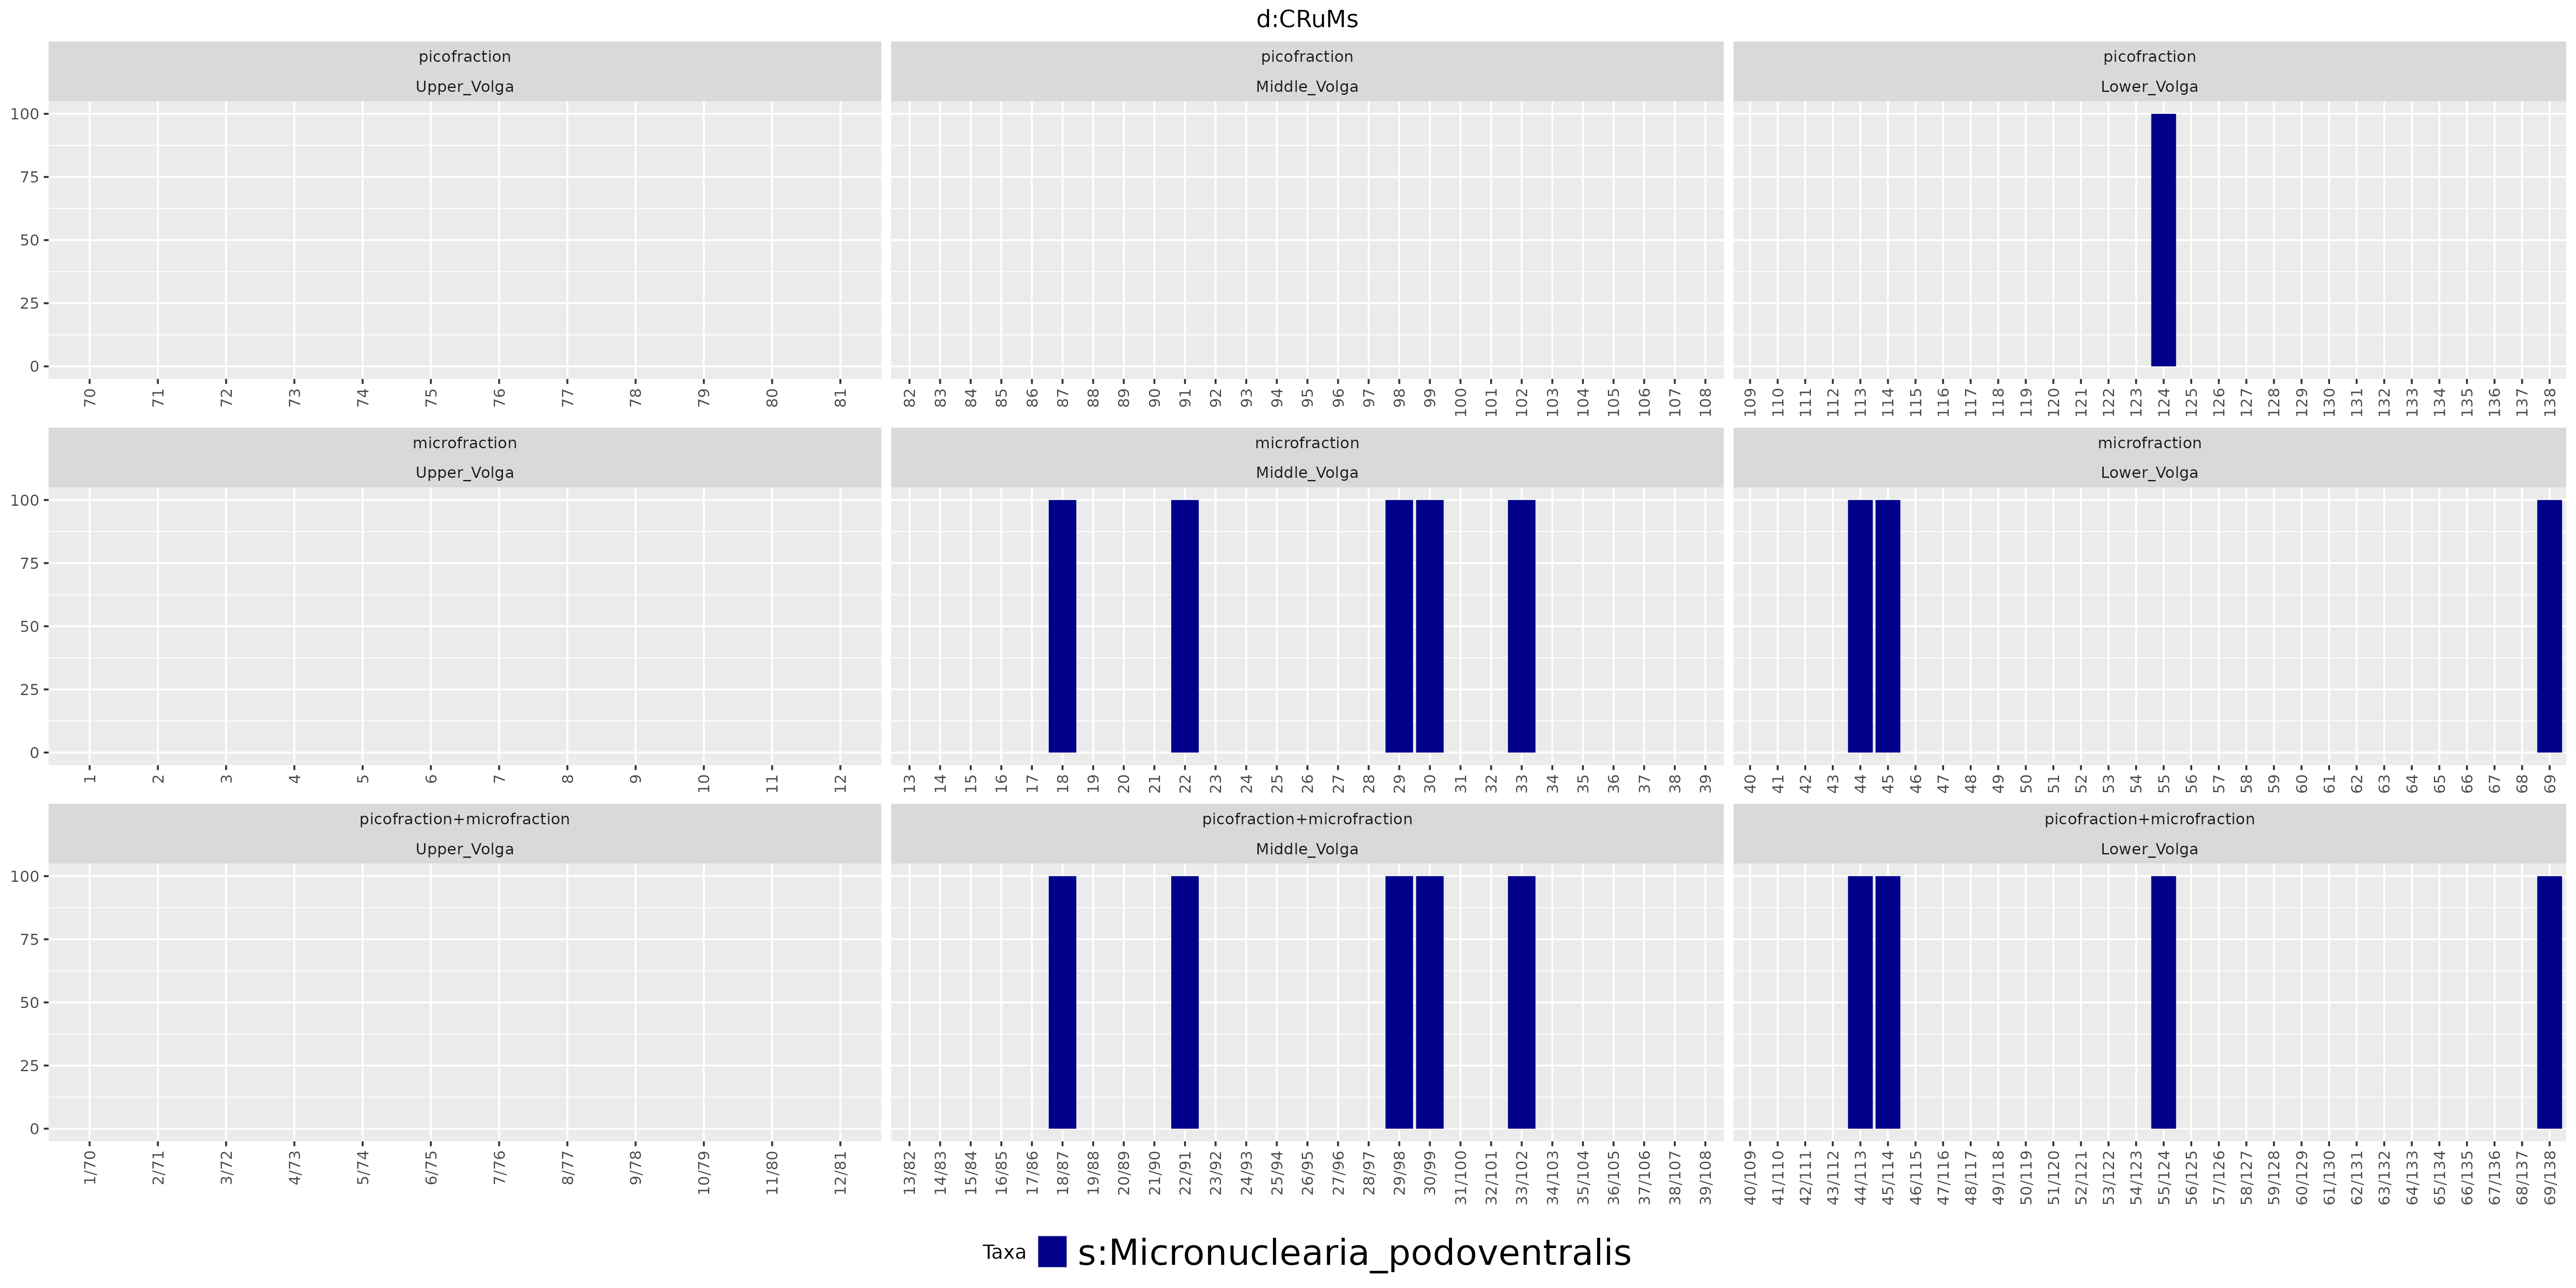 d:CRuMs
picofraction picofraction picofraction
Upper_Volga Middle_Volga Lower_Volga
100
75
50
25
0
70 71 72 73 74 75 76 77 78 79 80 81 82 83 84 85 86 87 88 89 90 91 92 93 94 95 96 97 98 99 100 101 102 103 104 105 106 107 108 109 110 111 112 113 114 115 116 117 118 119 120 121 122 123 124 125 126 127 128 129 130 131 132 133 134 135 136 137 138
microfraction microfraction microfraction
Upper_Volga Middle_Volga Lower_Volga
100
75
50
25
0
1 2 3 4 5 6 7 8 9 10 11 12 13 14 15 16 17 18 19 20 21 22 23 24 25 26 27 28 29 30 31 32 33 34 35 36 37 38 39 40 41 42 43 44 45 46 47 48 49 50 51 52 53 54 55 56 57 58 59 60 61 62 63 64 65 66 67 68 69
picofraction+microfraction picofraction+microfraction picofraction+microfraction
Upper_Volga Middle_Volga Lower_Volga
100
75
50
25
0
1/70 2/71 3/72 4/73 5/74 6/75 7/76 8/77 9/78 10/79 11/80 12/81 13/82 14/83 15/84 16/85 17/86 18/87 19/88 20/89 21/90 22/91 23/92 24/93 25/94 26/95 27/96 28/97 29/98 30/99 31/100 32/101 33/102 34/103 35/104 36/105 37/106 38/107 39/108 40/109 41/110 42/111 43/112 44/113 45/114 46/115 47/116 48/117 49/118 50/119 51/120 52/121 53/122 54/123 55/124 56/125 57/126 58/127 59/128 60/129 61/130 62/131 63/132 64/133 65/134 66/135 67/136 68/137 69/138
Taxa s:Micronuclearia_podoventralis